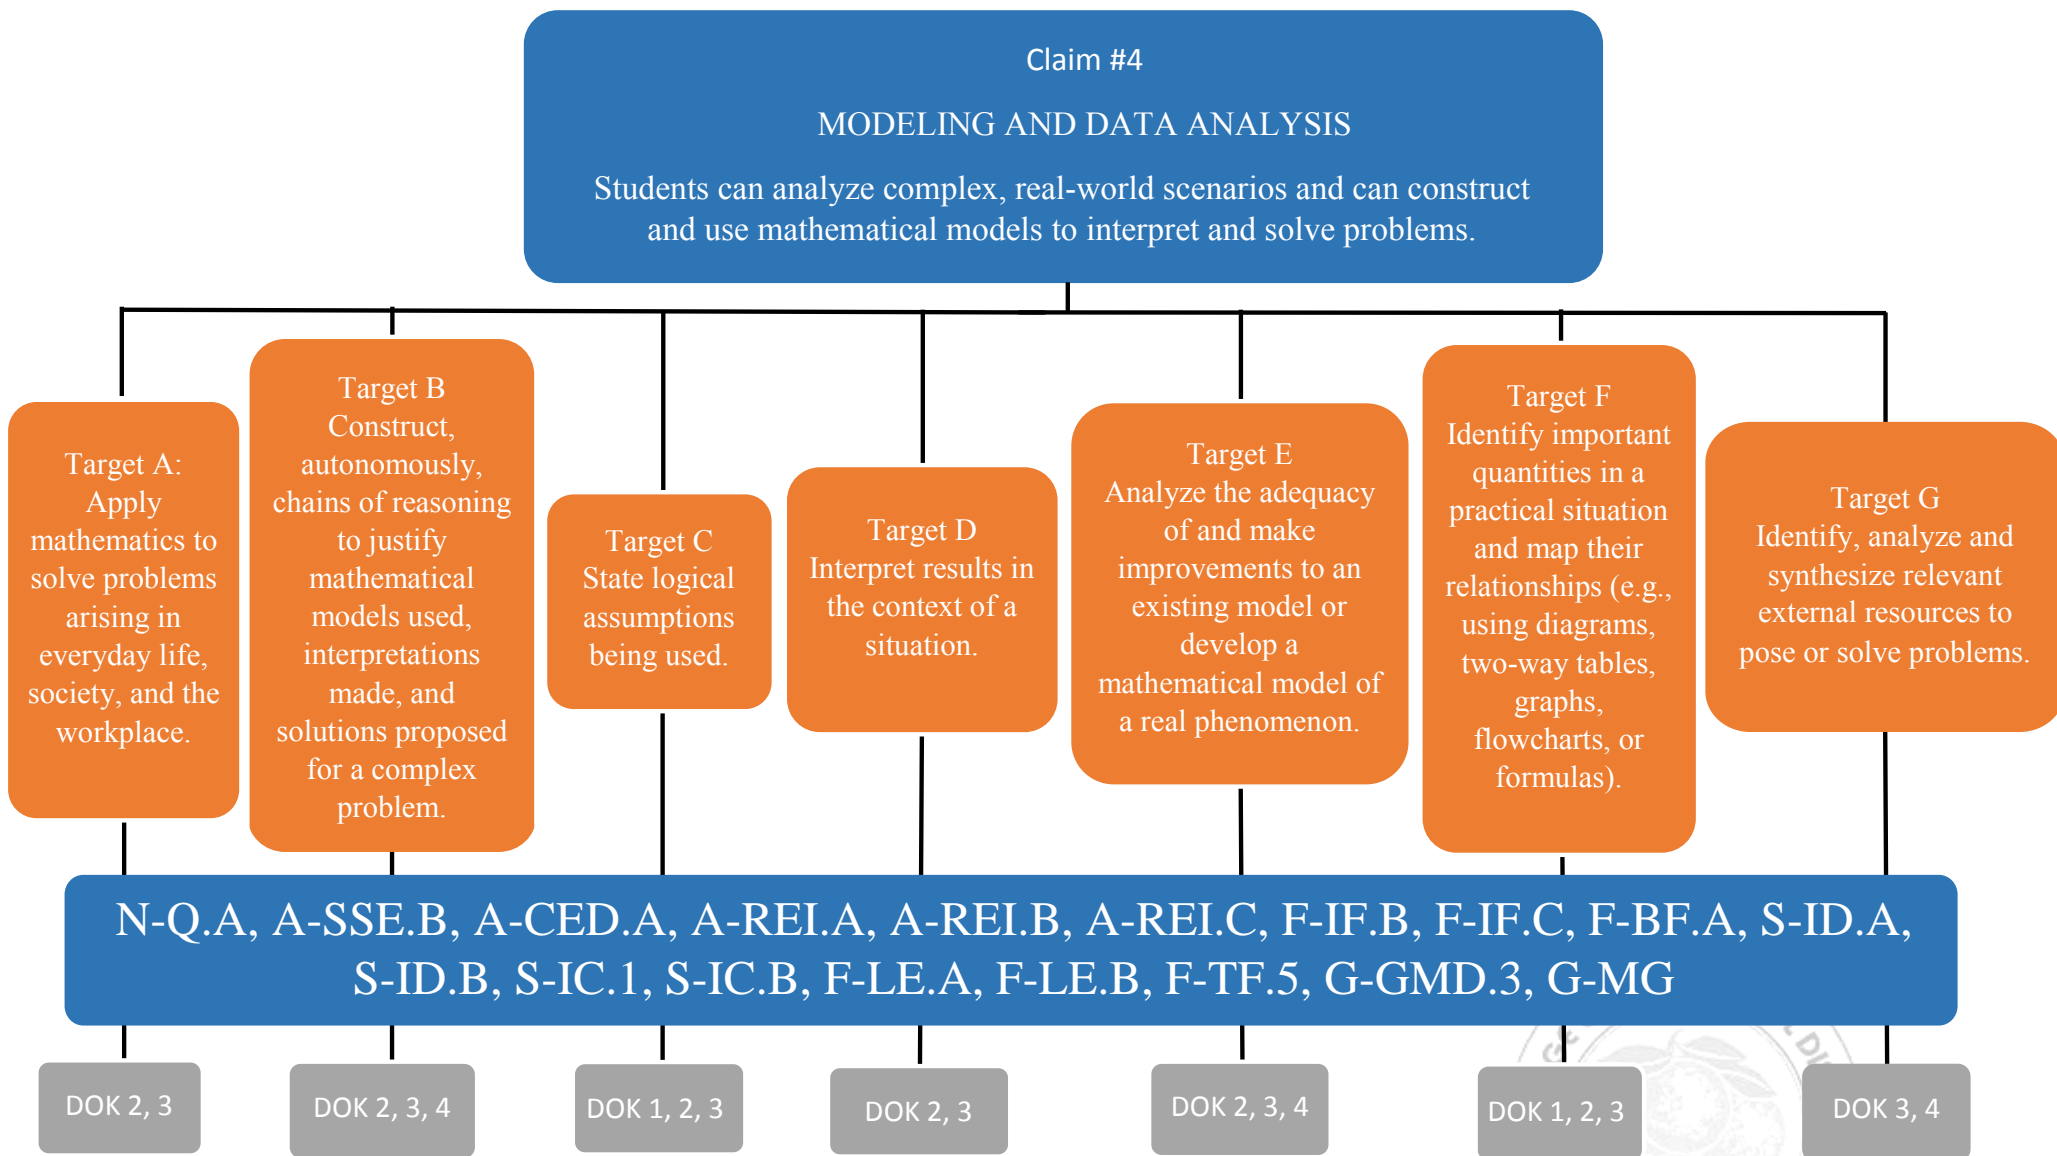 Claim #4
MODELING AND DATA ANALYSIS
Students can analyze complex, real-world scenarios and can construct
and use mathematical models to interpret and solve problems.
Target A:
Apply
mathematics to
solve problems
arising in
everyday life,
society, and the
workplace.
Target B
Construct,
autonomously,
chains of reasoning
to justify
mathematical
models used,
interpretations
made, and
solutions proposed
for a complex
problem.
Target C
State logical
assumptions
being used.
Target D
Interpret results in
the context of a
situation.
Target E
Analyze the adequacy
of and make
improvements to an
existing model or
develop a
mathematical model of
a real phenomenon.
Target F
Identify important
quantities in a
practical situation
and map their
relationships (e.g.,
using diagrams,
two-way tables,
graphs,
flowcharts, or
formulas).
Target G
Identify, analyze and
synthesize relevant
external resources to
pose or solve problems.
N-Q.A, A-SSE.B, A-CED.A, A-REI.A, A-REI.B, A-REI.C, F-IF.B, F-IF.C, F-BF.A, S-ID.A,
S-ID.B, S-IC.1, S-IC.B, F-LE.A, F-LE.B, F-TF.5, G-GMD.3, G-MG
DOK 2, 3
DOK 2, 3, 4
DOK 1, 2, 3
DOK 2, 3
DOK 2, 3, 4
DOK 1, 2, 3
DOK 3, 4